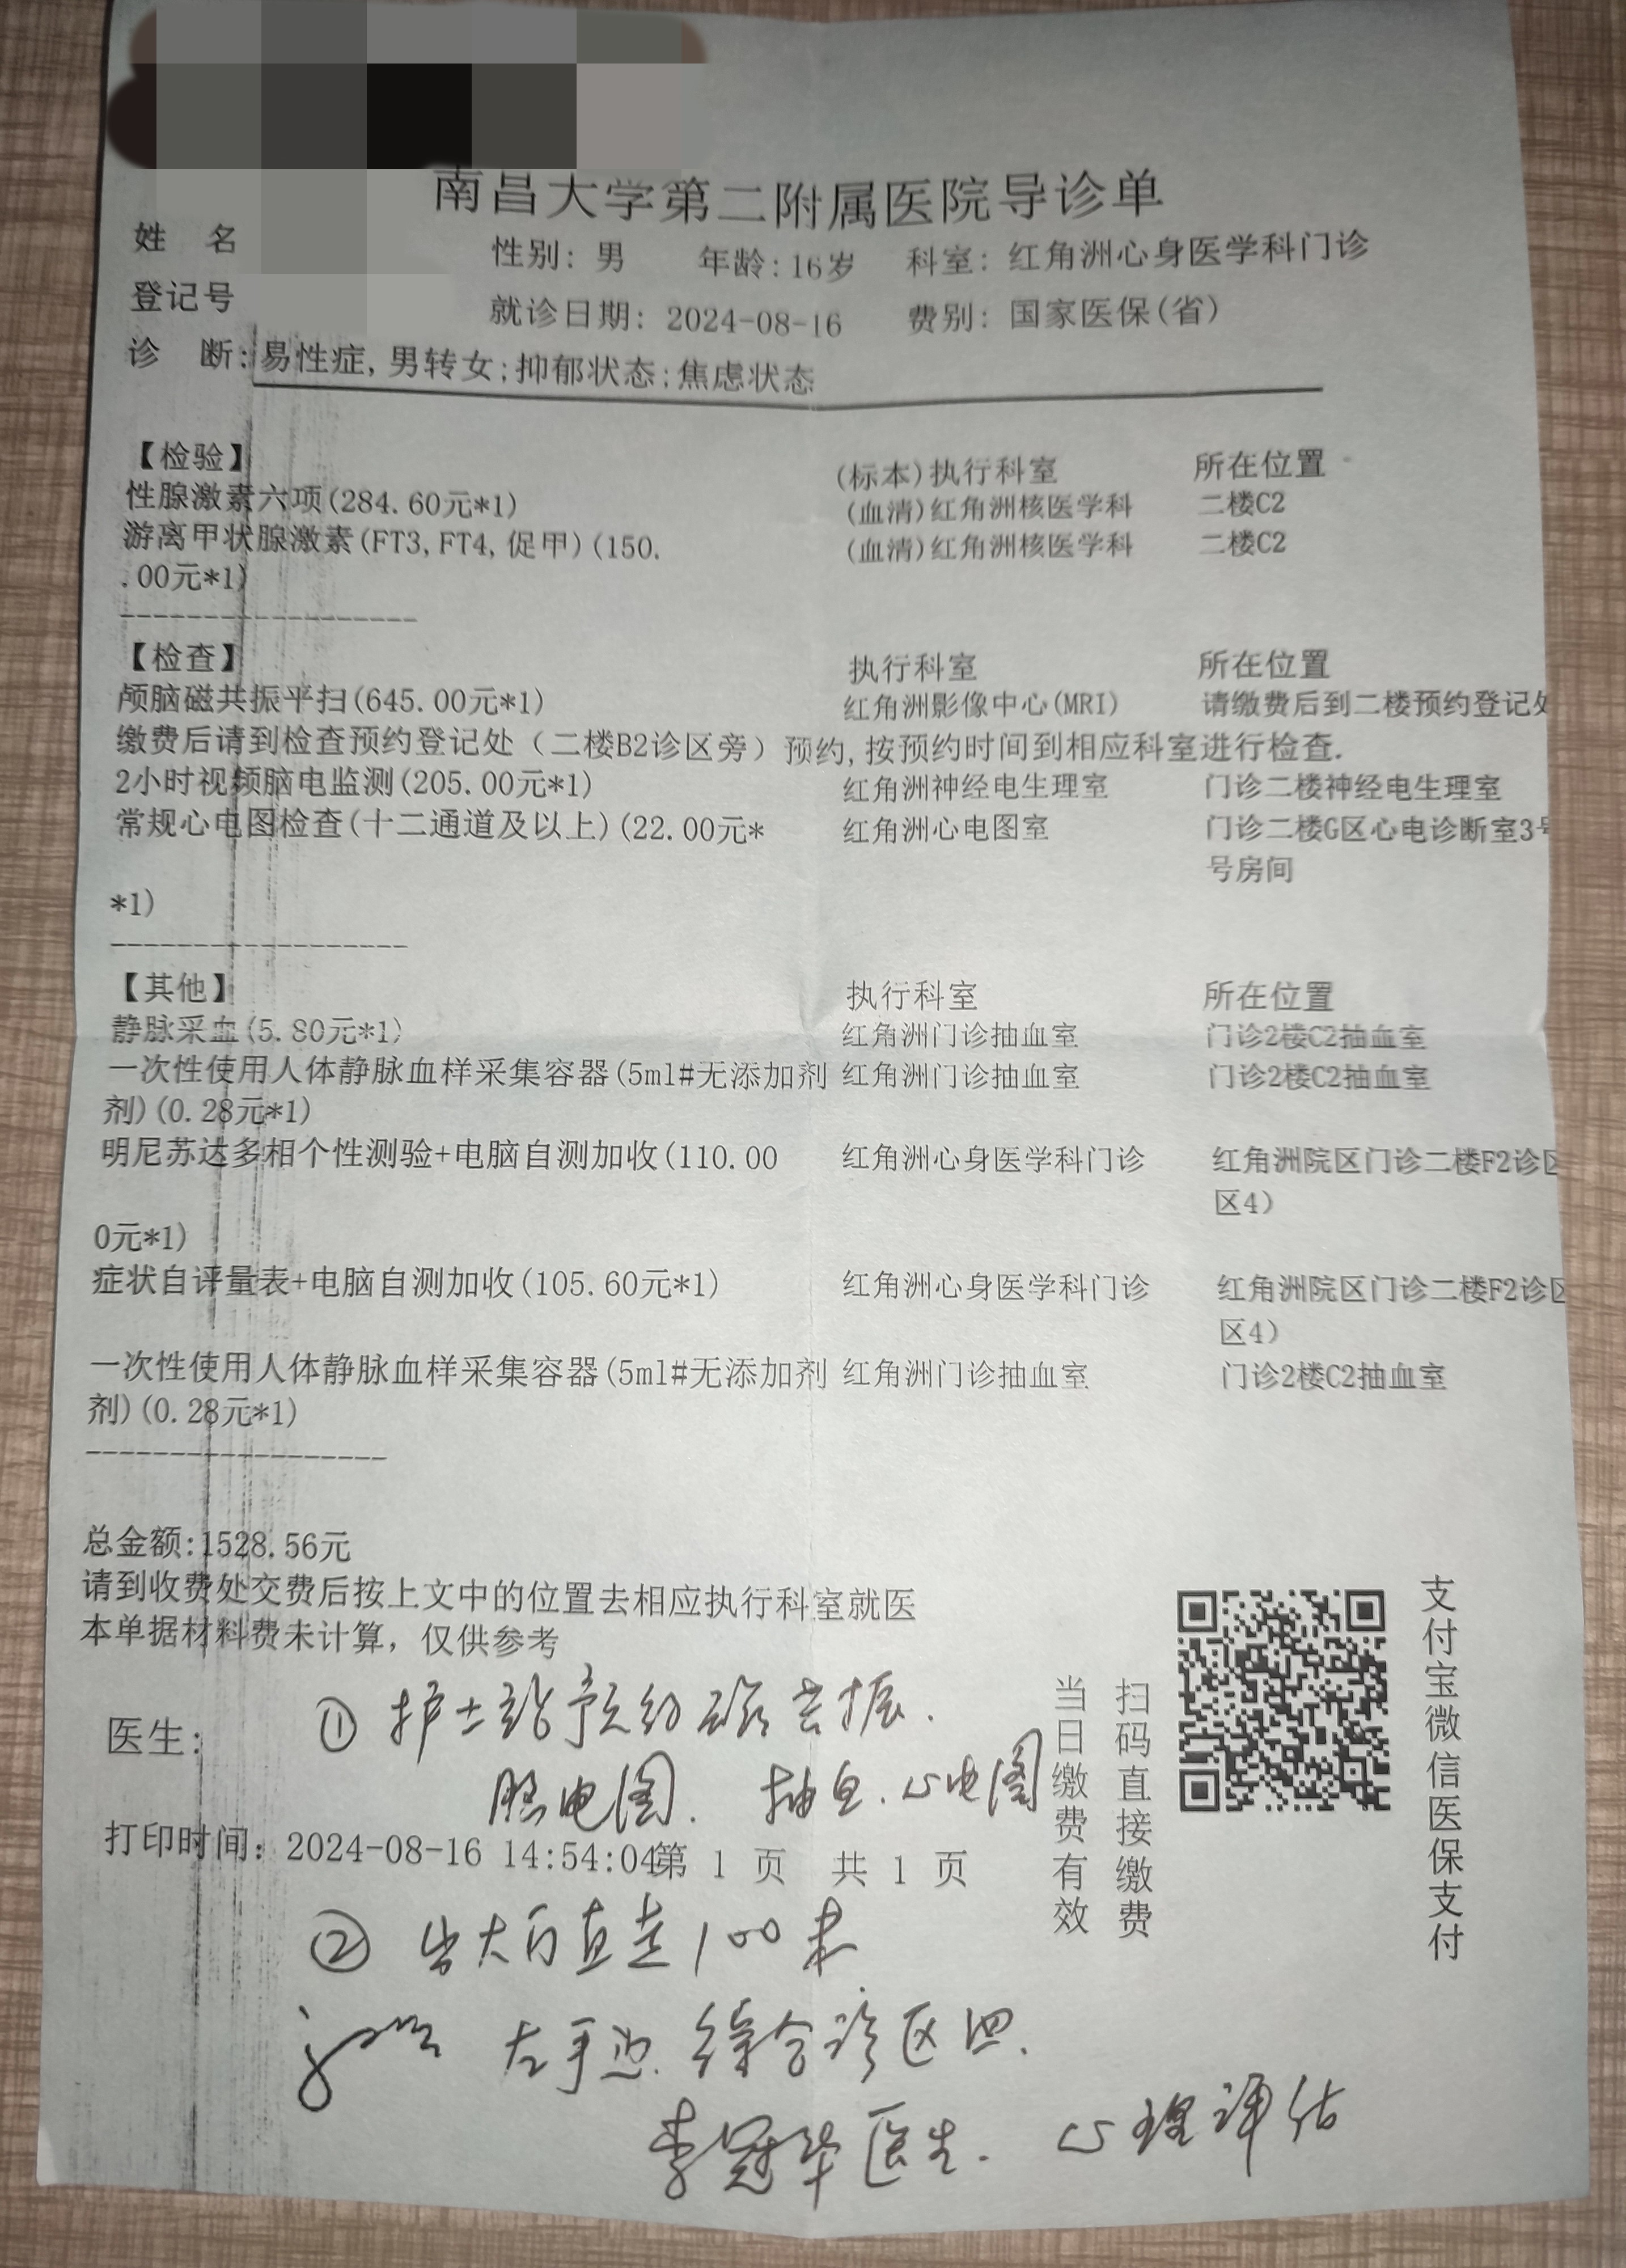 南昌大学第二附属医院导诊单
姓 名 性别: 男 年龄: 16岁 科室: 红角洲心身医学科门诊
登记号 就诊日期: 2024-08-16 费别: 国家医保(省)
诊 断: 易性症, 男转女; 抑郁状态; 焦虑状态
【检验】 (标本)执行科室 所在位置
性腺激素六项(284.60元*1) (血清)红角洲核医学科 二楼C2
游离甲状腺激素(FT3,FT4,促甲)(150. (血清)红角洲核医学科 二楼C2
.00元*1)
------------------
【检查】 执行科室 所在位置
颅脑磁共振平扫(645.00元*1) 红角洲影像中心(MRI) 请缴费后到二楼预约登记处
缴费后请到检查预约登记处（二楼B2诊区旁）预约,按预约时间到相应科室进行检查.
2小时视频脑电监测(205.00元*1) 红角洲神经电生理室 门诊二楼神经电生理室
常规心电图检查(十二通道及以上)(22.00元* 红角洲心电图室 门诊二楼G区心电诊断室3号
号房间
*1)
------------------
【其他】 执行科室 所在位置
静脉采血(5.80元*1) 红角洲门诊抽血室 门诊2楼C2抽血室
一次性使用人体静脉血样采集容器(5ml#无添加剂 红角洲门诊抽血室 门诊2楼C2抽血室
剂)(0.28元*1)
明尼苏达多相个性测验+电脑自测加收(110.00 红角洲心身医学科门诊 红角洲院区门诊二楼F2诊区
区4)
0元*1)
症状自评量表+电脑自测加收(105.60元*1) 红角洲心身医学科门诊 红角洲院区门诊二楼F2诊区
区4)
一次性使用人体静脉血样采集容器(5ml#无添加剂 红角洲门诊抽血室 门诊2楼C2抽血室
剂)(0.28元*1)
------------------
总金额:1528.56元
请到收费处交费后按上文中的位置去相应执行科室就医
本单据材料费未计算，仅供参考
支付宝微信医保支付
扫码直接缴费
当日缴费有效
医生: ① 护士站预约磁共振.
脑电图. 抽血. 心电图
打印时间: 2024-08-16 14:54:04第 1 页 共 1 页
② 出大门直走100米
左手边. 综合诊区四.
李冠华医生. 心理评估